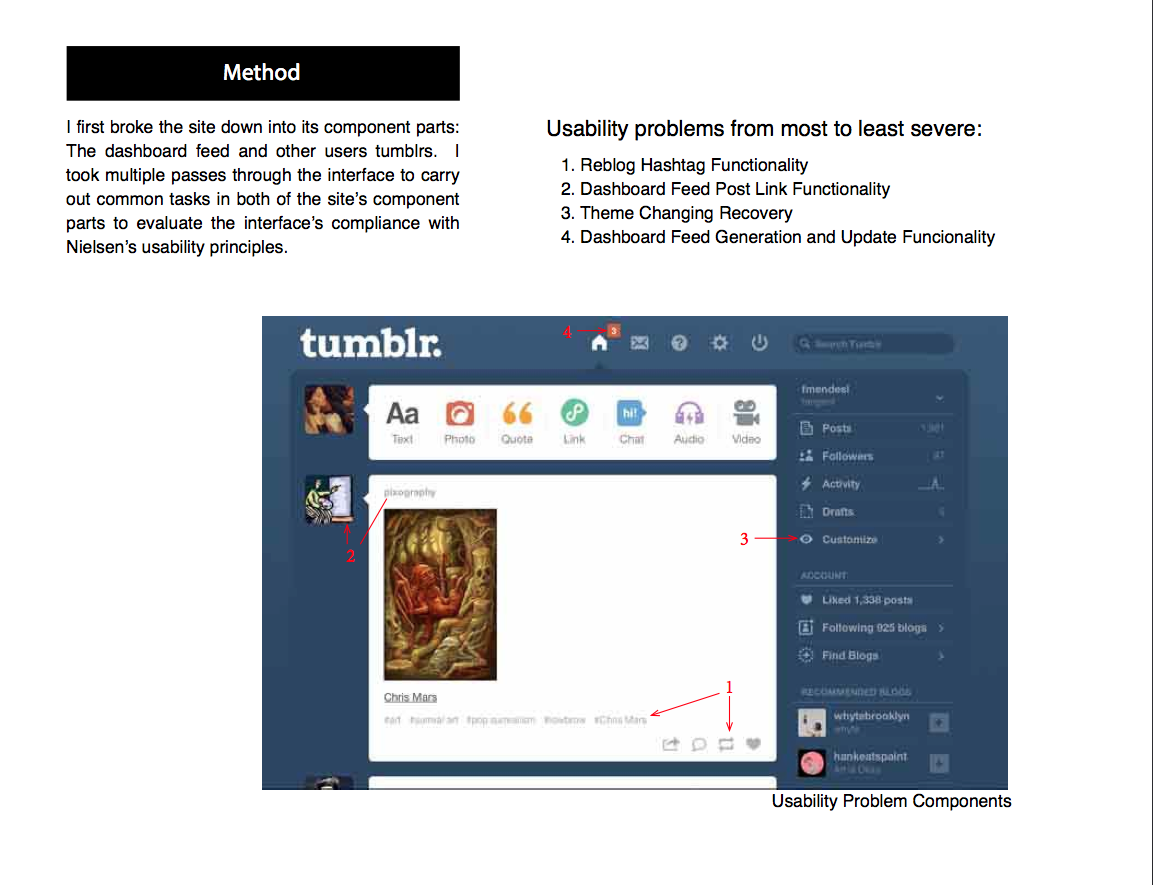 Method
I first broke the site down into its component parts:
The dashboard feed and other users tumblrs. I
took multiple passes through the interface to carry
out common tasks in both of the site's component
parts to evaluate the interface's compliance with
Nielsen's usability principles.
Usability problems from most to least severe:
1. Reblog Hashtag Functionality
2. Dashboard Feed Post Link Functionality
3. Theme Changing Recovery
4. Dashboard Feed Generation and Update Funcionality
tumblr.
4
3
Search Tumblr
Aa
hi!
Text Photo Quote Link Chat Audio Video
fmendesl
Posts
Followers
Activity
Drafts
3
Customize
ACCOUNT
Liked 1,338 posts
Following 925 blogs
Find Blogs
RECOMMENDED BLOGS
whytebrooklyn
whyte
hankeatspaint
pixography
2
Chris Mars
1
#art #surreal art #pop surrealism #lowbrow #Chris Mars
Usability Problem Components